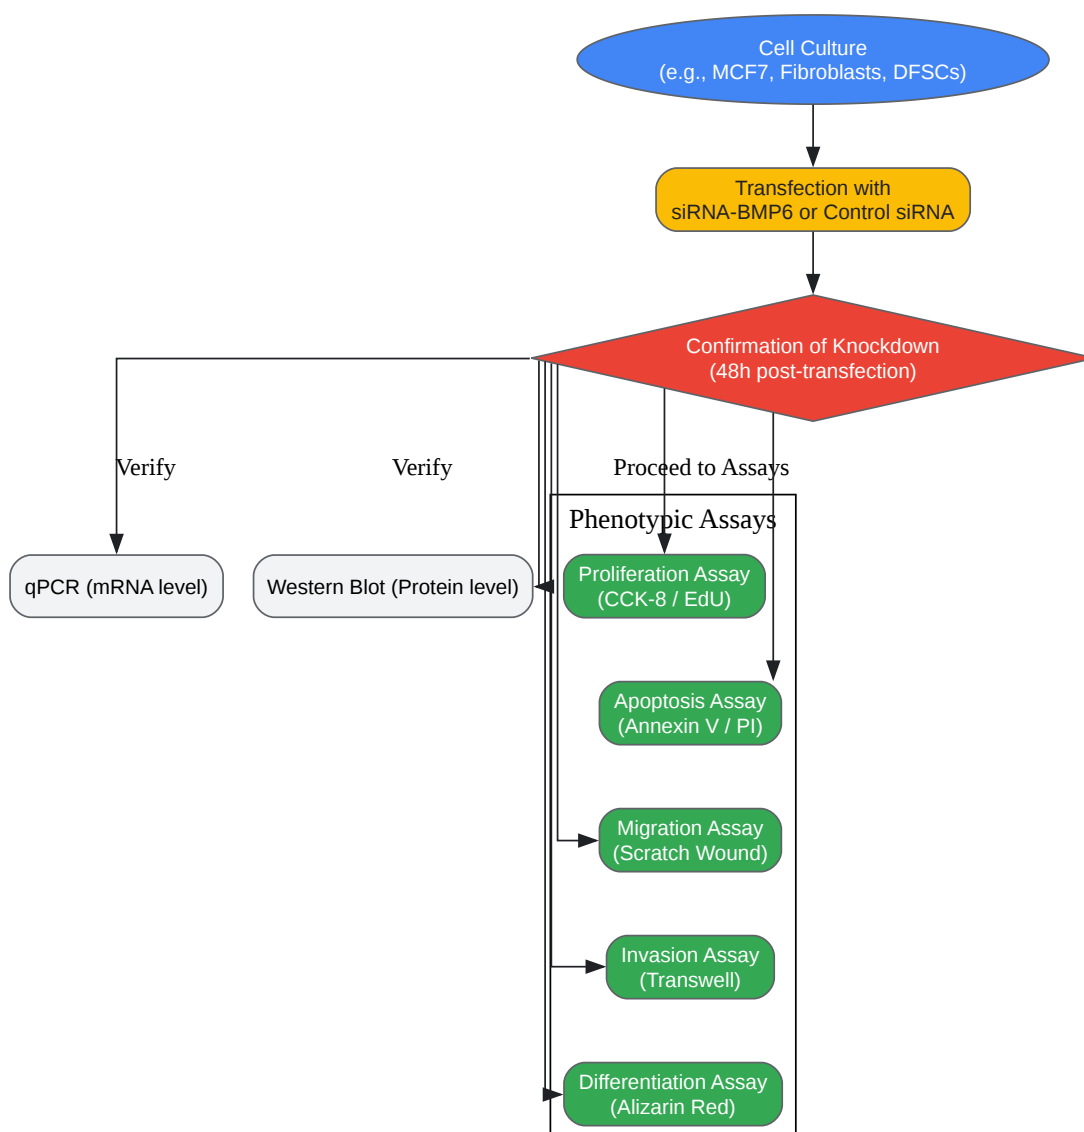 Cell Culture
(e.g., MCF7, Fibroblasts, DFSCs)
Transfection with
siRNA-BMP6 or Control siRNA
Confirmation of Knockdown
(48h post-transfection)
Verify
Verify
Proceed to Assays
Phenotypic Assays
qPCR (mRNA level)
Western Blot (Protein level)
Proliferation Assay
(CCK-8 / EdU)
Apoptosis Assay
(Annexin V / PI)
Migration Assay
(Scratch Wound)
Invasion Assay
(Transwell)
Differentiation Assay
(Alizarin Red)